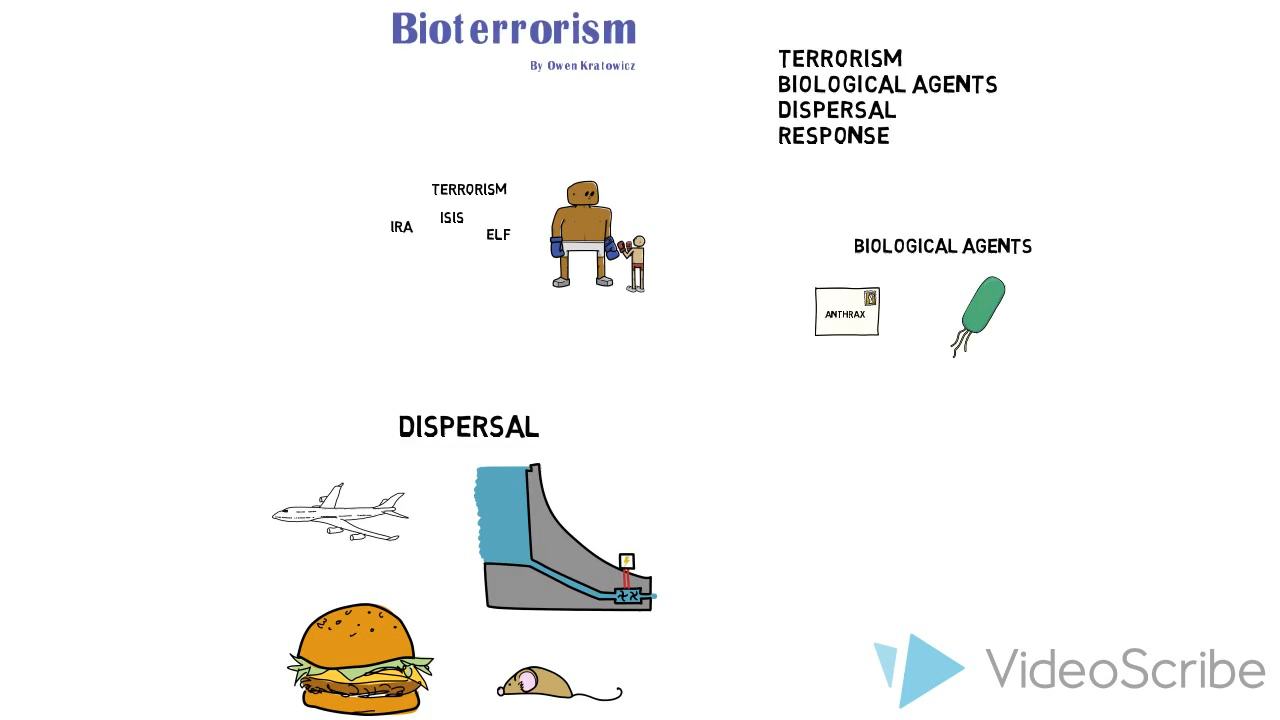 Bioterrorism
By Owen Kratowicz
TERRORISM
BIOLOGICAL AGENTS
DISPERSAL
RESPONSE
TERRORISM
ISIS
IRA
ELF
BIOLOGICAL AGENTS
ANTHRAX
DISPERSAL
VideoScribe